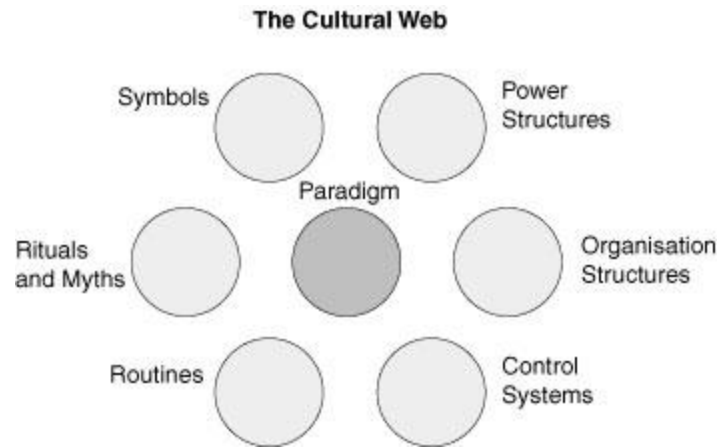 The Cultural Web
Symbols
Power
Structures
Paradigm
Rituals
and Myths
Organisation
Structures
Routines
Control
Systems